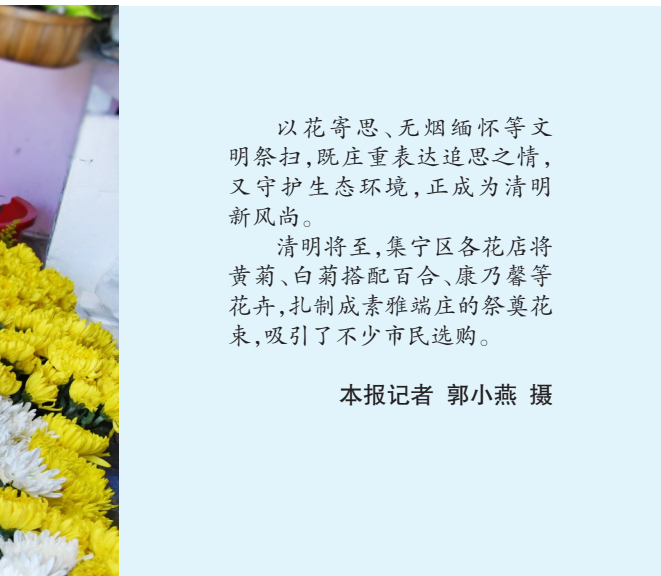 以花寄思、无烟缅怀等文
明祭扫,既庄重表达追思之情,
又守护生态环境,正成为清明
新风尚。
清明将至,集宁区各花店将
黄菊、白菊搭配百合、康乃馨等
花卉,扎制成素雅端庄的祭奠花
束,吸引了不少市民选购。
本报记者 郭小燕 摄